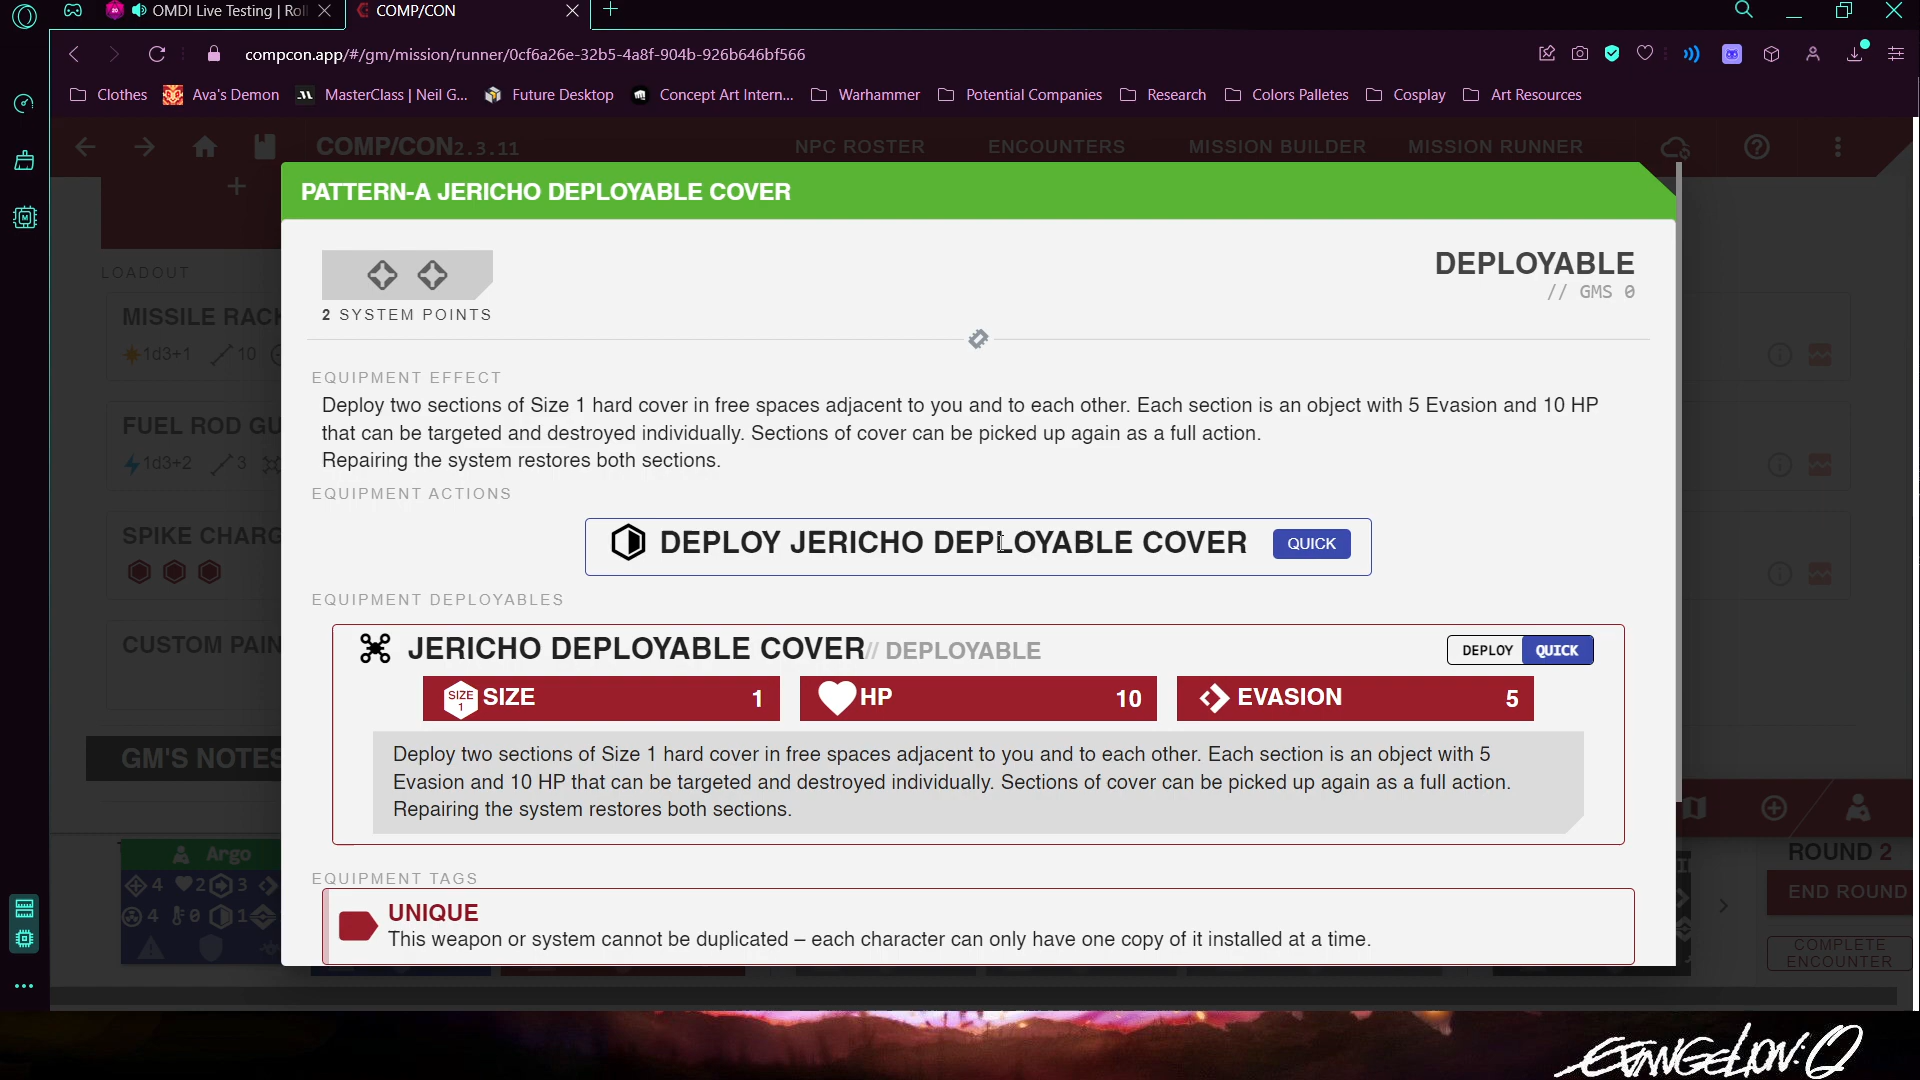 OMDI Live Testing | Roll
COMP/CON
compcon.app/#/gm/mission/runner/0cf6a26e-32b5-4a8f-904b-926b646bf566
Clothes
Ava's Demon
MasterClass | Neil G...
Future Desktop
Concept Art Intern...
Warhammer
Potential Companies
Research
Colors Palletes
Cosplay
Art Resources
COMP/CON2.3.11
NPC ROSTER
ENCOUNTERS
MISSION BUILDER
MISSION RUNNER
PATTERN-A JERICHO DEPLOYABLE COVER
DEPLOYABLE
// GMS 0
2 SYSTEM POINTS
EQUIPMENT EFFECT
Deploy two sections of Size 1 hard cover in free spaces adjacent to you and to each other. Each section is an object with 5 Evasion and 10 HP
that can be targeted and destroyed individually. Sections of cover can be picked up again as a full action.
Repairing the system restores both sections.
EQUIPMENT ACTIONS
DEPLOY JERICHO DEPLOYABLE COVER QUICK
EQUIPMENT DEPLOYABLES
JERICHO DEPLOYABLE COVER// DEPLOYABLE
DEPLOY QUICK
SIZE 1 SIZE 1
HP 10
EVASION 5
Deploy two sections of Size 1 hard cover in free spaces adjacent to you and to each other. Each section is an object with 5
Evasion and 10 HP that can be targeted and destroyed individually. Sections of cover can be picked up again as a full action.
Repairing the system restores both sections.
EQUIPMENT TAGS
UNIQUE
This weapon or system cannot be duplicated – each character can only have one copy of it installed at a time.
LOADOUT
MISSILE RACK
1d3+1 10
FUEL ROD GU
1d3+2 3
SPIKE CHARG
CUSTOM PAIN
GM'S NOTES
Argo
4 2 3
4 0 1
ROUND 2
END ROUND
COMPLETE
ENCOUNTER
EVANGELION:Q